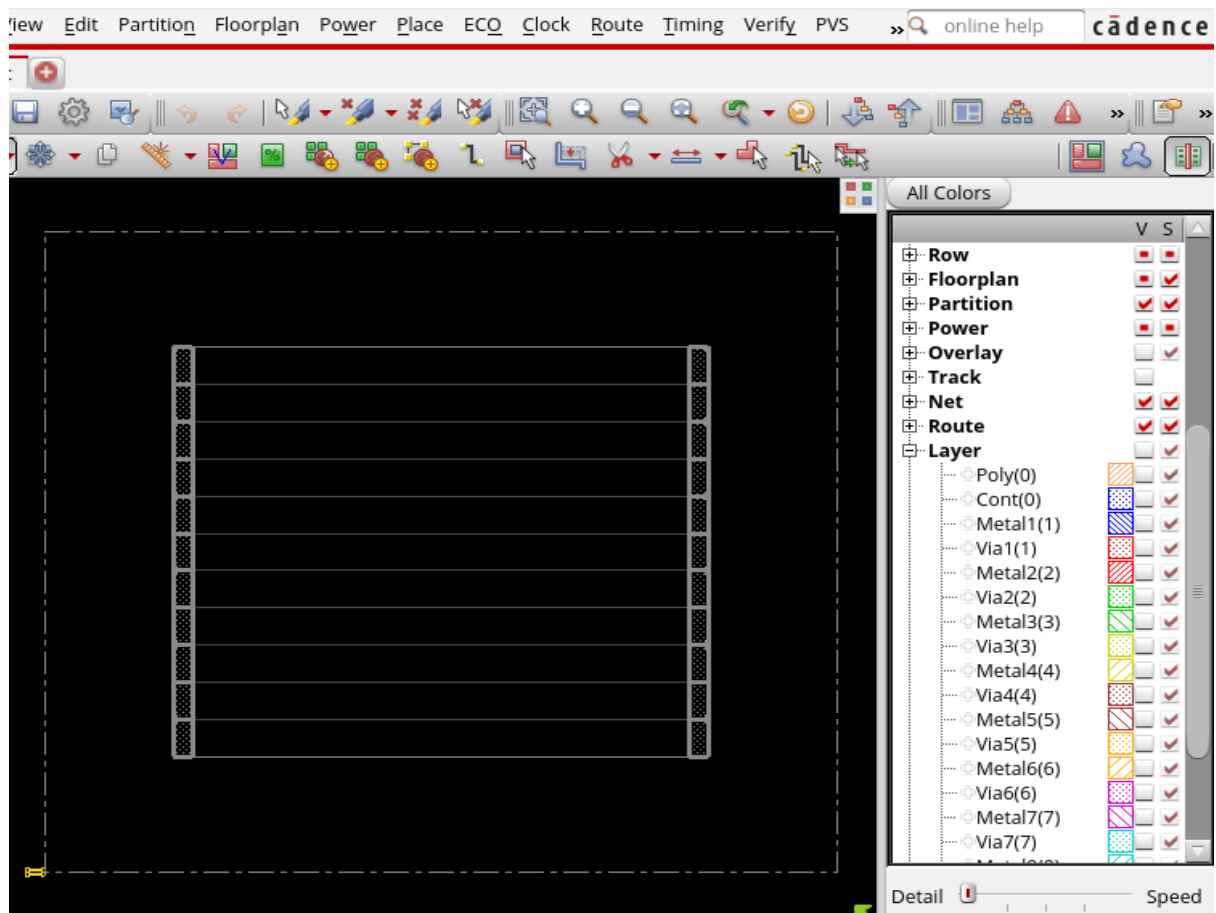 iew Edit Partition Floorplan Power Place ECO Clock Route Timing Verify PVS » online help cādence
» »
All Colors
V S
Row
Floorplan
Partition
Power
Overlay
Track
Net
Route
Layer
Poly(0)
Cont(0)
Metal1(1)
Via1(1)
Metal2(2)
Via2(2)
Metal3(3)
Via3(3)
Metal4(4)
Via4(4)
Metal5(5)
Via5(5)
Metal6(6)
Via6(6)
Metal7(7)
Via7(7)
Detail Speed